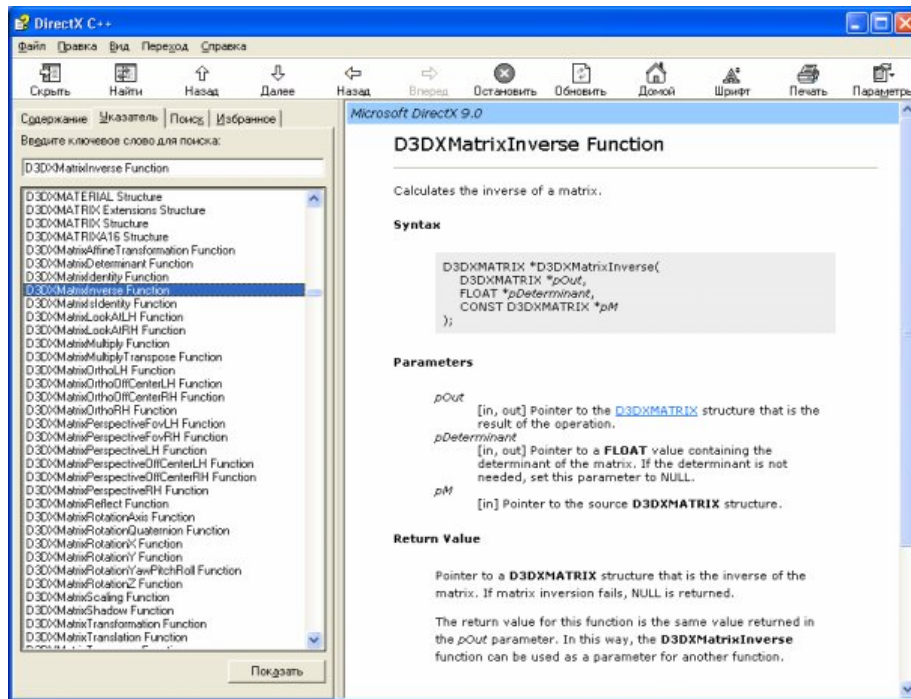 DirectX C++
Файл Правка Вид Переход Справка
Скрыть Найти Назад Далее Назад Вперед Остановить Обновить Домой Шрифт Печать Параметры
Содержание Указатель Поиск Избранное
Введите ключевое слово для поиска:
D3DXMatrixInverse Function
D3DXMATERIAL Structure
D3DXMATRIX Extensions Structure
D3DXMATRIX Structure
D3DXMATRIXA16 Structure
D3DXMatrixAffineTransformation Function
D3DXMatrixDeterminant Function
D3DXMatrixIdentity Function
D3DXMatrixInverse Function
D3DXMatrixIsIdentity Function
D3DXMatrixLookAtLH Function
D3DXMatrixLookAtRH Function
D3DXMatrixMultiply Function
D3DXMatrixMultiplyTranspose Function
D3DXMatrixOrthoLH Function
D3DXMatrixOrthoOffCenterLH Function
D3DXMatrixOrthoOffCenterRH Function
D3DXMatrixOrthoRH Function
D3DXMatrixPerspectiveFovLH Function
D3DXMatrixPerspectiveFovRH Function
D3DXMatrixPerspectiveLH Function
D3DXMatrixPerspectiveOffCenterLH Function
D3DXMatrixPerspectiveOffCenterRH Function
D3DXMatrixPerspectiveRH Function
D3DXMatrixReflect Function
D3DXMatrixRotationAxis Function
D3DXMatrixRotationQuaternion Function
D3DXMatrixRotationX Function
D3DXMatrixRotationY Function
D3DXMatrixRotationYawPitchRoll Function
D3DXMatrixRotationZ Function
D3DXMatrixScaling Function
D3DXMatrixShadow Function
D3DXMatrixTransformation Function
D3DXMatrixTranslation Function
Показать
Microsoft DirectX 9.0
D3DXMatrixInverse Function
Calculates the inverse of a matrix.
Syntax
D3DXMATRIX *D3DXMatrixInverse(
D3DXMATRIX *pOut,
FLOAT *pDeterminant,
CONST D3DXMATRIX *pM
);
Parameters
pOut
[in, out] Pointer to the D3DXMATRIX structure that is the
result of the operation.
pDeterminant
[in, out] Pointer to a FLOAT value containing the
determinant of the matrix. If the determinant is not
needed, set this parameter to NULL.
pM
[in] Pointer to the source D3DXMATRIX structure.
Return Value
Pointer to a D3DXMATRIX structure that is the inverse of the
matrix. If matrix inversion fails, NULL is returned.
The return value for this function is the same value returned in
the pOut parameter. In this way, the D3DXMatrixInverse
function can be used as a parameter for another function.